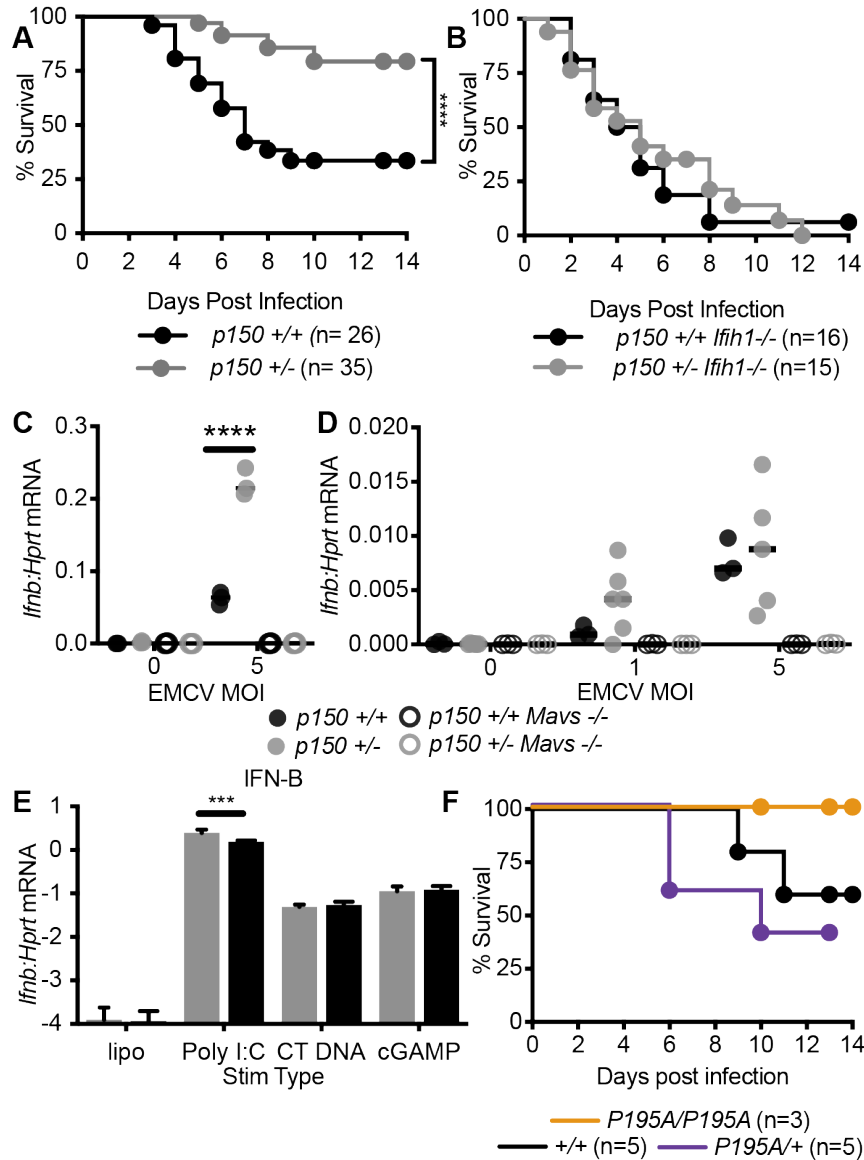 A
% Survival
100
75
50
25
0
****
0 2 4 6 8 10 12 14
Days Post Infection
p150 +/+ (n= 26)
p150 +/- (n= 35)
B
% Survival
100
75
50
25
0
0 2 4 6 8 10 12 14
Days Post Infection
p150 +/+ Ifih1-/- (n=16)
p150 +/- Ifih1-/- (n=15)
C
Ifnb:Hprt mRNA
0.3
0.2
0.1
0.0
****
0 5
EMCV MOI
D
Ifnb:Hprt mRNA
0.020
0.015
0.010
0.005
0.000
0 1 5
EMCV MOI
p150 +/+ p150 +/+ Mavs -/-
p150 +/- p150 +/- Mavs -/-
E
IFN-B
Ifnb:Hprt mRNA
1
0
-1
-2
-3
-4
***
lipo Poly I:C CT DNA cGAMP
Stim Type
F
% Survival
100
75
50
25
0
0 2 4 6 8 10 12 14
Days post infection
P195A/P195A (n=3)
+/+ (n=5) P195A/+ (n=5)